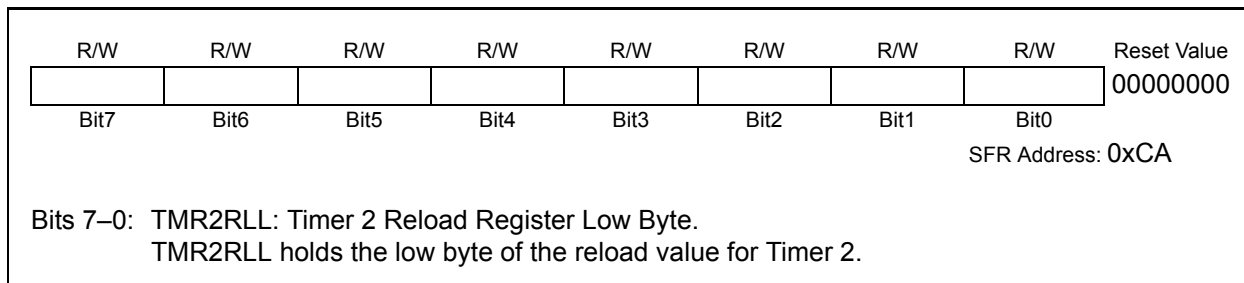 R/W R/W R/W R/W R/W R/W R/W R/W Reset Value
00000000
Bit7 Bit6 Bit5 Bit4 Bit3 Bit2 Bit1 Bit0
SFR Address: 0xCA
Bits 7–0: TMR2RLL: Timer 2 Reload Register Low Byte.
TMR2RLL holds the low byte of the reload value for Timer 2.